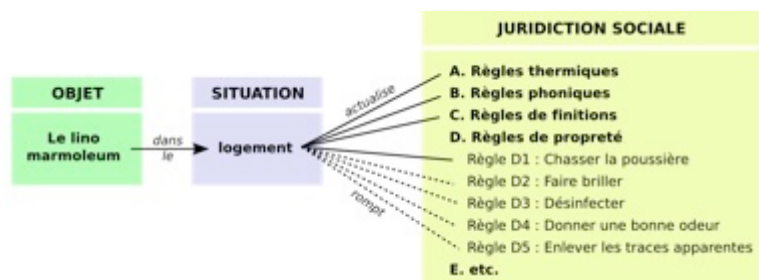 JURIDICTION SOCIALE
OBJET
SITUATION
Le lino
marmoleum
dans
le
logement
actualise
rompt
A. Règles thermiques
B. Règles phoniques
C. Règles de finitions
D. Règles de propreté
Règle D1 : Chasser la poussière
Règle D2 : Faire briller
Règle D3 : Désinfecter
Règle D4 : Donner une bonne odeur
Règle D5 : Enlever les traces apparentes
E. etc.